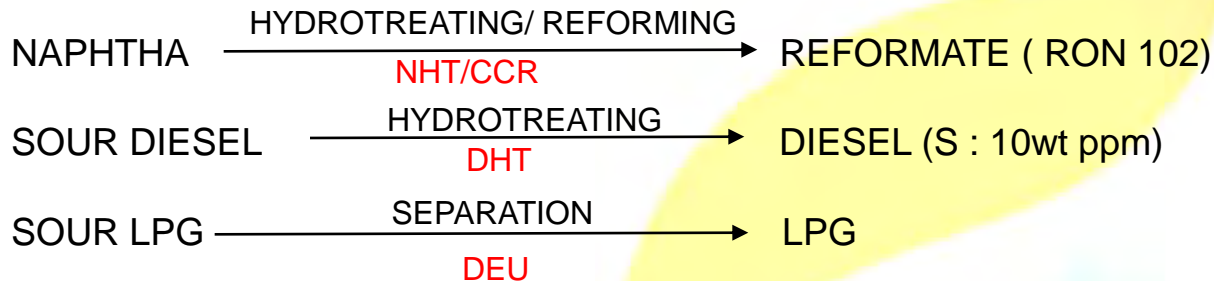 HYDROTREATING/ REFORMING
NAPHTHA REFORMATE ( RON 102)
NHT/CCR
HYDROTREATING
SOUR DIESEL DIESEL (S : 10wt ppm)
DHT
SEPARATION
SOUR LPG LPG
DEU